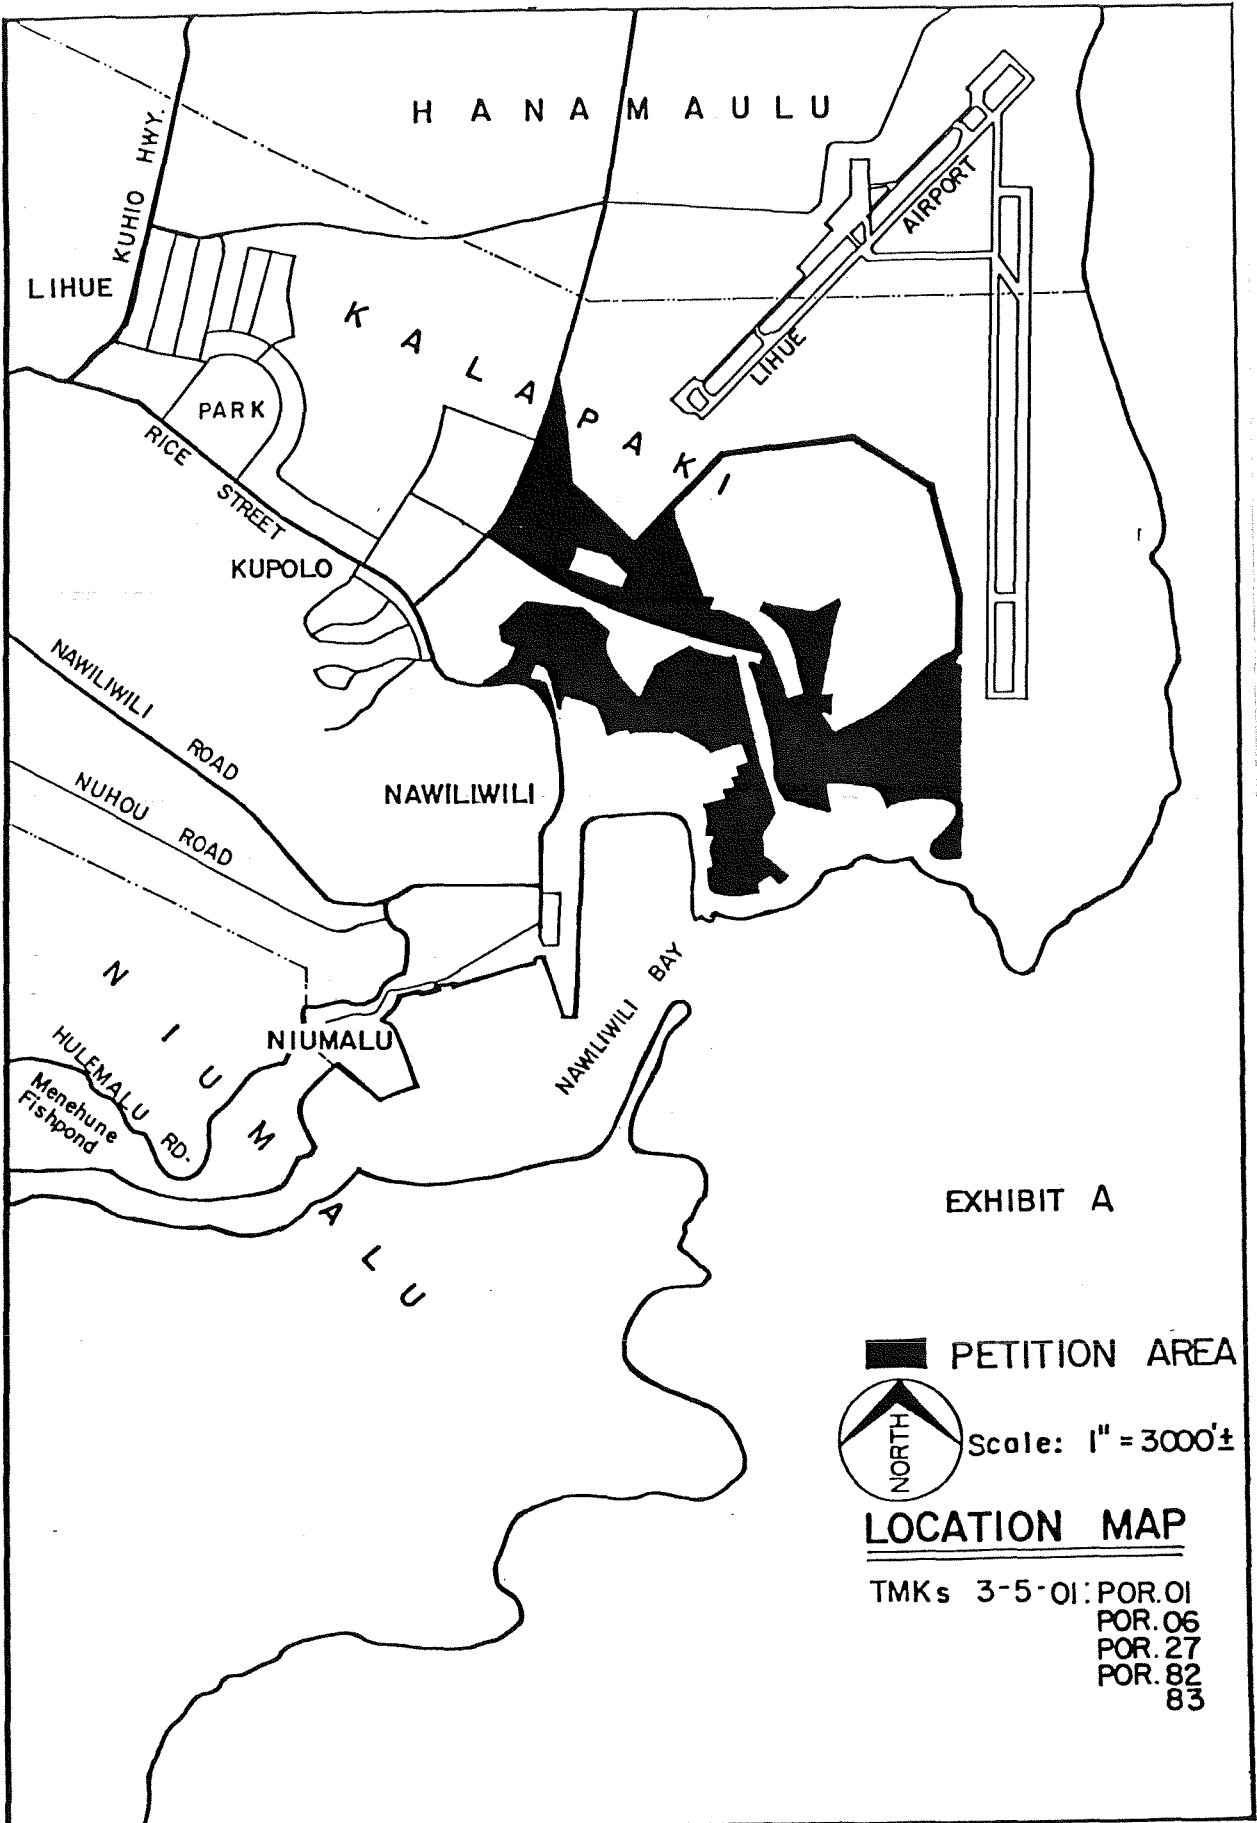 HANAMAULU
KUHIO HWY.
LIHUE
AIRPORT
LIHUE
KALAPAKI
PARK
RICE STREET
KUPOLO
NAWILIWILI ROAD
NUHOU ROAD
NAWILIWILI
NAWILIWILI BAY
NIUMALU
NIUMALU
HULEMALU RD.
Menehune
Fishpond
EXHIBIT A
PETITION AREA
NORTH
Scale: 1" = 3000'±
LOCATION MAP
TMKs 3-5-01: POR.01
POR.06
POR.27
POR.82
83